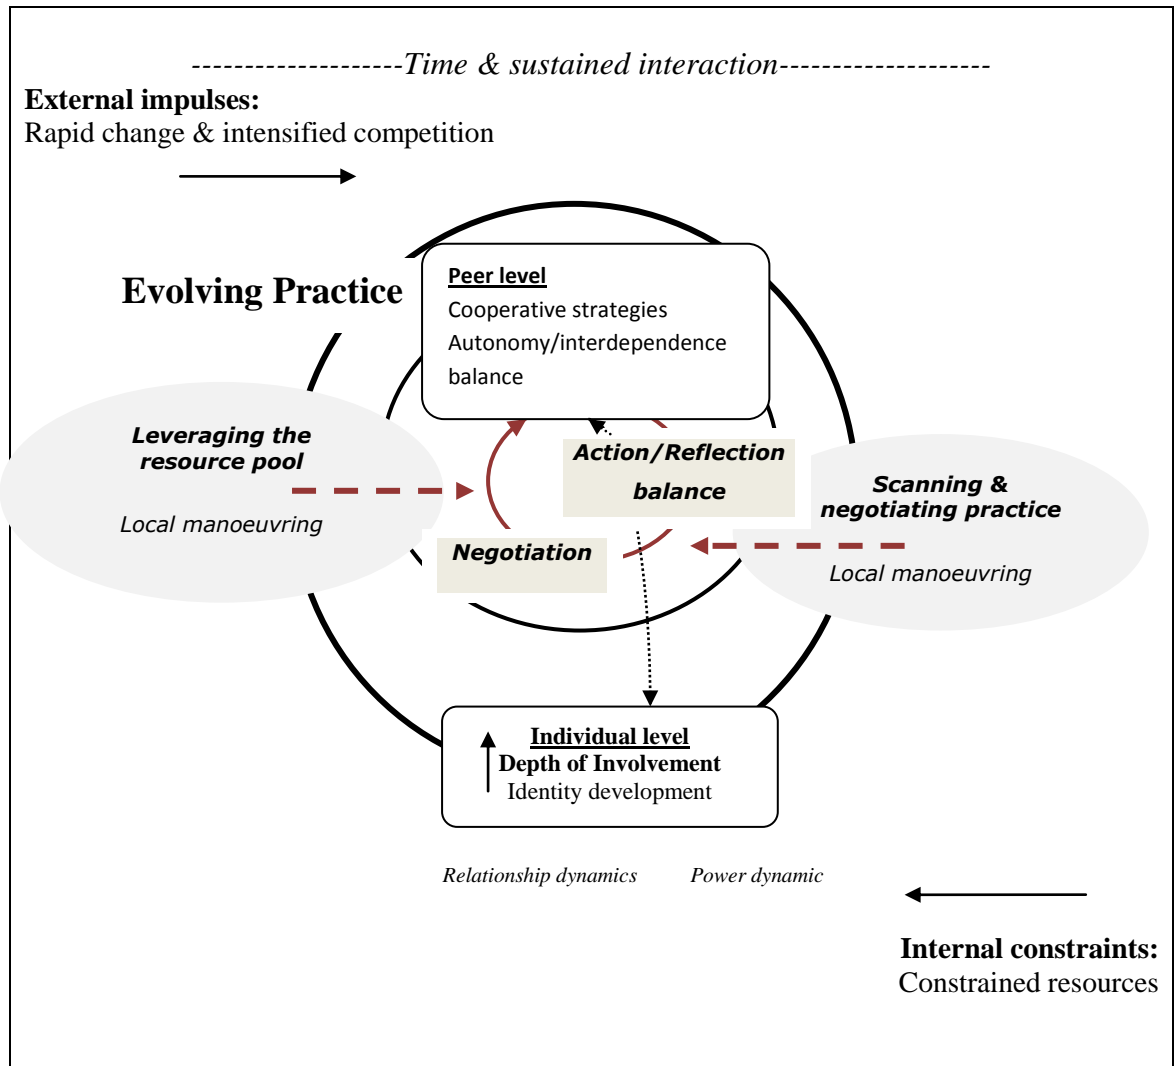 -------------------Time & sustained interaction-------------------
External impulses:
Rapid change & intensified competition
Evolving Practice
Peer level
Cooperative strategies
Autonomy/interdependence
balance
Leveraging the
resource pool
Local manoeuvring
Action/Reflection
balance
Negotiation
Scanning &
negotiating practice
Local manoeuvring
Individual level
Depth of Involvement
Identity development
Relationship dynamics Power dynamic
Internal constraints:
Constrained resources